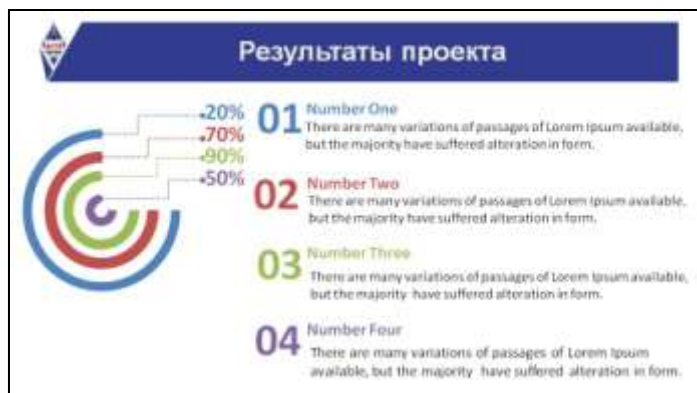 Результаты проекта
20%
70%
90%
50%
01
Number One
There are many variations of passages of Lorem Ipsum available,
but the majority have suffered alteration in form.
02
Number Two
There are many variations of passages of Lorem Ipsum available,
but the majority have suffered alteration in form.
03
Number Three
There are many variations of passages of Lorem Ipsum available,
but the majority have suffered alteration in form.
04
Number Four
There are many variations of passages of Lorem Ipsum
available, but the majority have suffered alteration in form.